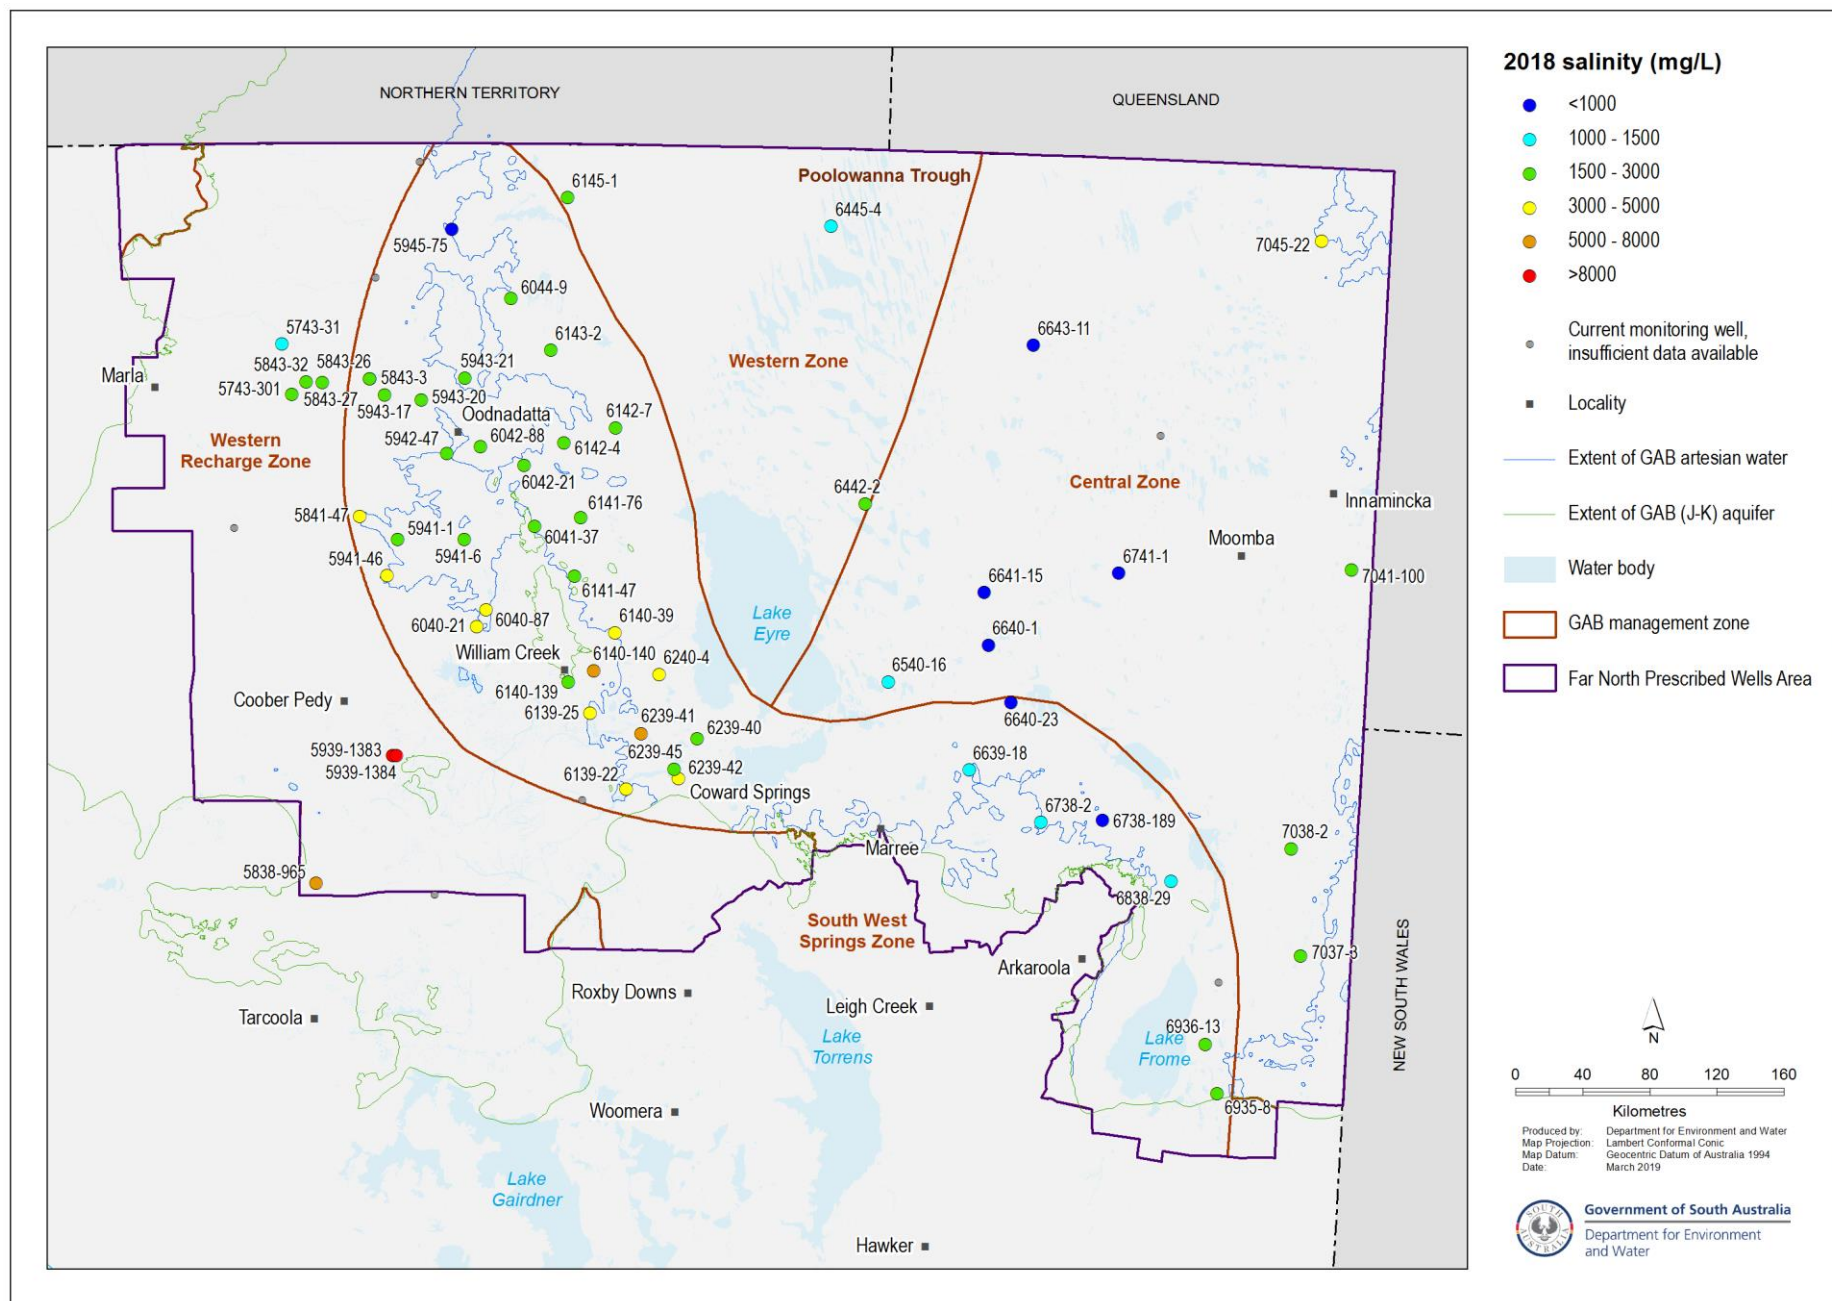 NORTHERN TERRITORY
QUEENSLAND
Poolowanna Trough
6145-1
6445-4
5945-75
7045-22
6044-9
5743-31
6143-2
6643-11
5843-32
5843-26
5943-21
Western Zone
Marla
5843-3
5743-301
5843-27
5943-20
5943-17
Oodnadatta
6142-7
Western
Recharge Zone
5942-47
6042-88
6142-4
6042-21
Central Zone
6442-2
Innamincka
6141-76
5841-47
5941-1
6041-37
Moomba
5941-46
5941-6
6741-1
7041-100
6641-15
6141-47
Lake
Eyre
6040-21
6040-87
6140-39
6640-1
William Creek
6140-140
6240-4
6540-16
6140-139
Coober Pedy
6139-25
6239-41
6640-23
6239-40
5939-1383
5939-1384
6239-45
6639-18
6139-22
6239-42
Coward Springs
6738-2
6738-189
7038-2
Marree
5838-965
6838-29
South West
Springs Zone
7037-3
Arkaroola
NEW SOUTH WALES
Roxby Downs
Leigh Creek
Tarcoola
6936-13
Lake
Torrens
Lake
Frome
Woomera
6935-8
Lake
Gairdner
Hawker
2018 salinity (mg/L)
<1000
1000 - 1500
1500 - 3000
3000 - 5000
5000 - 8000
>8000
Current monitoring well,
insufficient data available
Locality
Extent of GAB artesian water
Extent of GAB (J-K) aquifer
Water body
GAB management zone
Far North Prescribed Wells Area
N
0 40 80 120 160
Kilometres
Produced by: Department for Environment and Water
Map Projection: Lambert Conformal Conic
Map Datum: Geocentric Datum of Australia 1994
Date: March 2019
SOUTH AUSTRALIA
Government of South Australia
Department for Environment
and Water